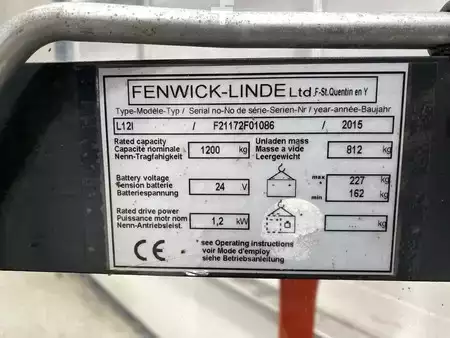 FENWICK-LINDE Ltd.F-St.Quentin en Y
Type-Modèle-Typ / Serial no-No de série-Serien-Nr / year-année-Baujahr
L12I / F21172F01086 / 2015
Rated capacity
Capacité nominale 1200 kg
Nenn-Tragfähigkeit
Unladen mass
Masse a vide 812 kg
Leergewicht
Battery voltage
Tension batterie 24 V
Batteriespannung
max * 227 kg
min 162 kg
Rated drive power
Puissance motr nom 1,2 kW
Nenn-Antriebsleist.
kg
kg
CE
* see Operating instructions
voir Mode d'employ
siehe Betriebsanleitung